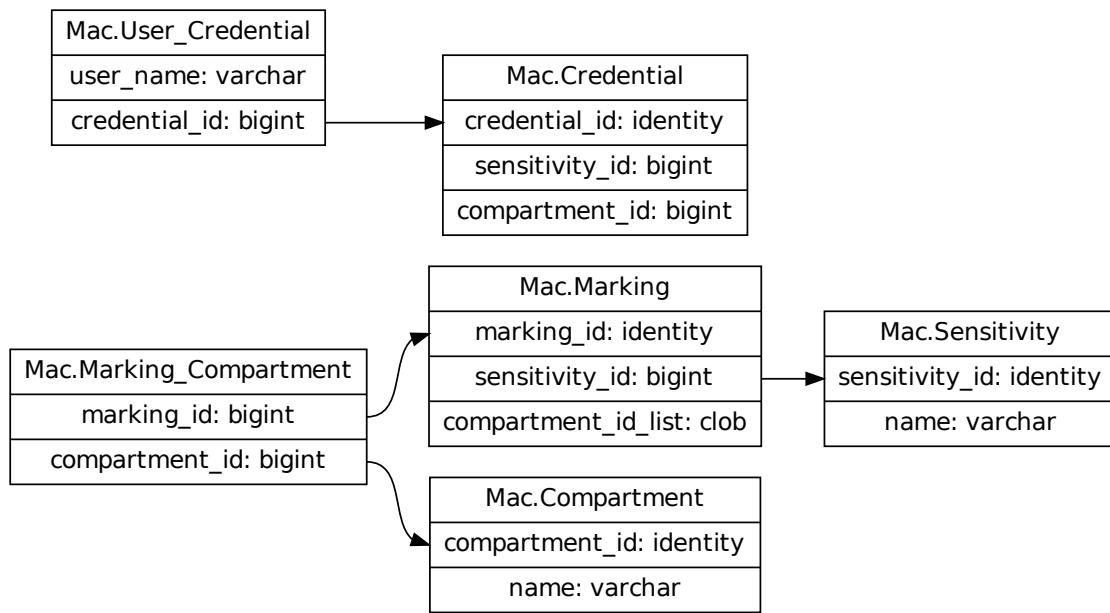 Mac.User_Credential
user_name: varchar
credential_id: bigint
Mac.Credential
credential_id: identity
sensitivity_id: bigint
compartment_id: bigint
Mac.Marking_Compartment
marking_id: bigint
compartment_id: bigint
Mac.Marking
marking_id: identity
sensitivity_id: bigint
compartment_id_list: clob
Mac.Sensitivity
sensitivity_id: identity
name: varchar
Mac.Compartment
compartment_id: identity
name: varchar